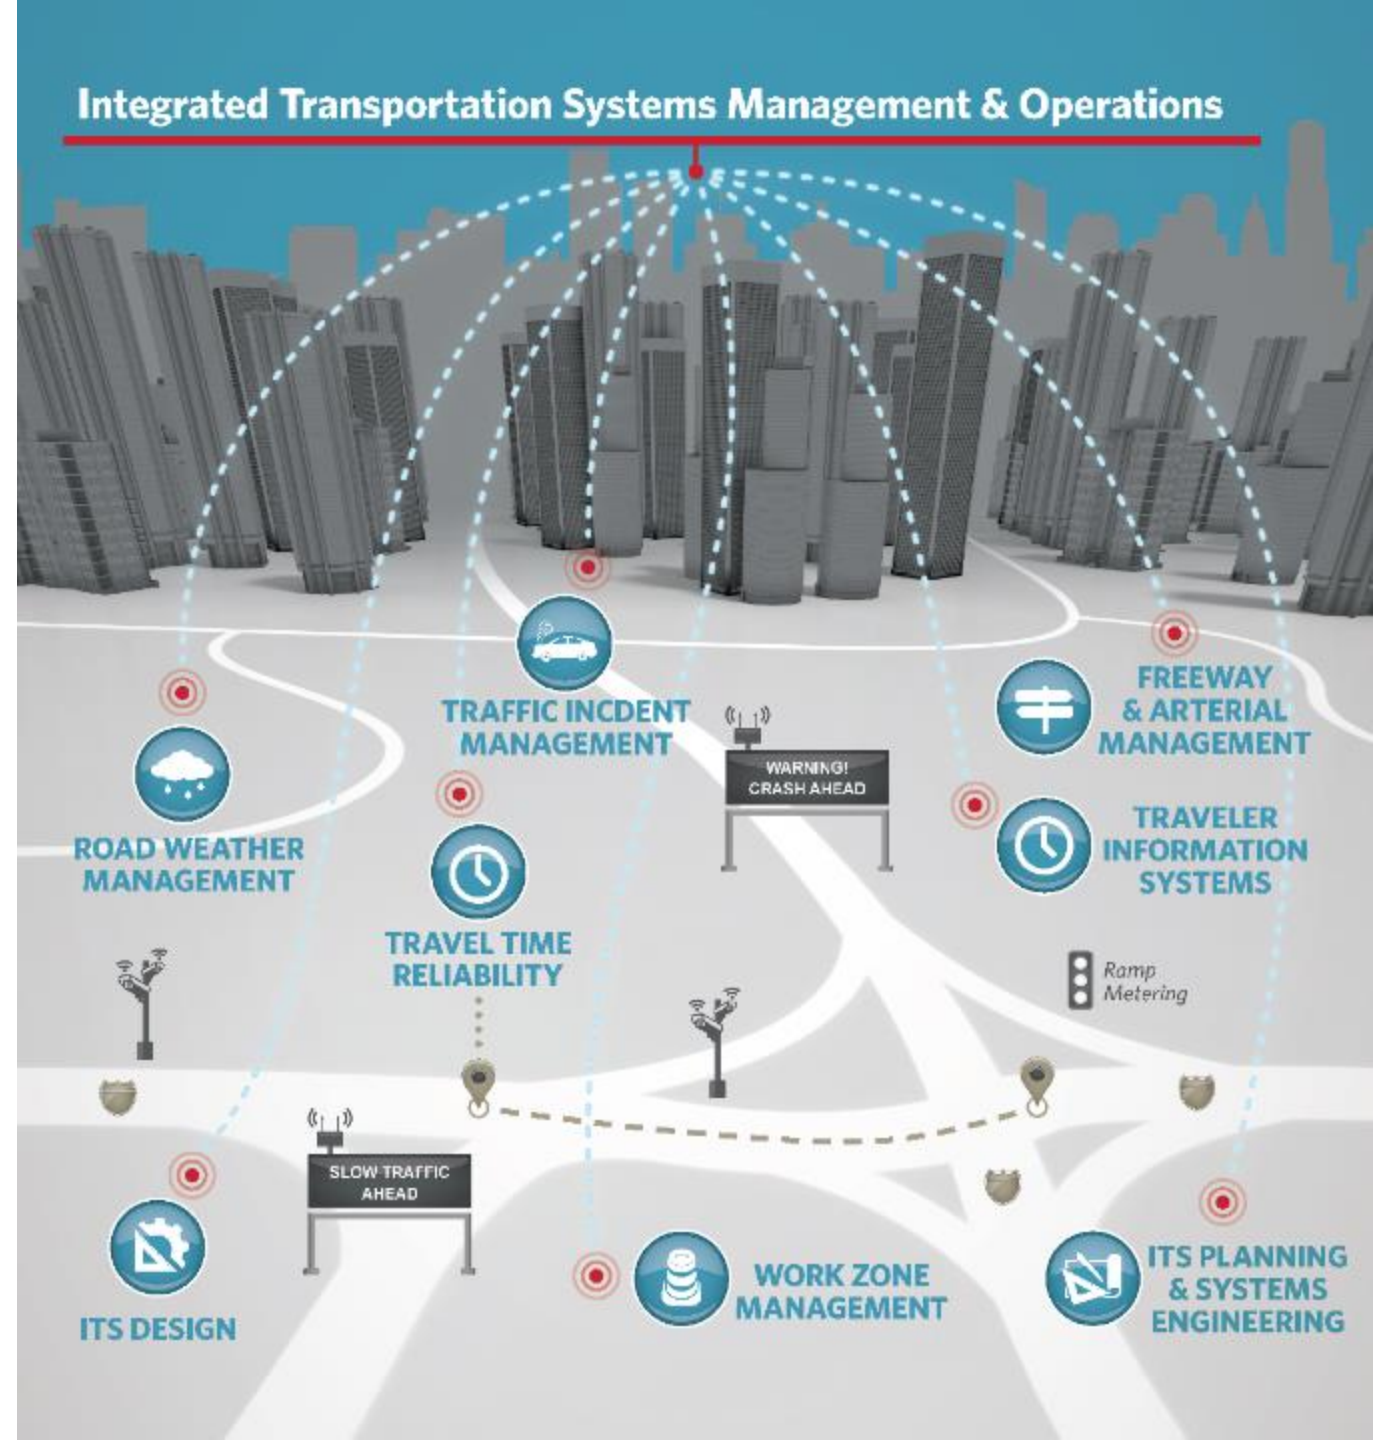 Integrated Transportation Systems Management & Operations
TRAFFIC INCDENT
MANAGEMENT
FREEWAY
& ARTERIAL
MANAGEMENT
WARNING!
CRASH AHEAD
ROAD WEATHER
MANAGEMENT
TRAVELER
INFORMATION
SYSTEMS
TRAVEL TIME
RELIABILITY
Ramp
Metering
SLOW TRAFFIC
AHEAD
ITS DESIGN
WORK ZONE
MANAGEMENT
ITS PLANNING
& SYSTEMS
ENGINEERING